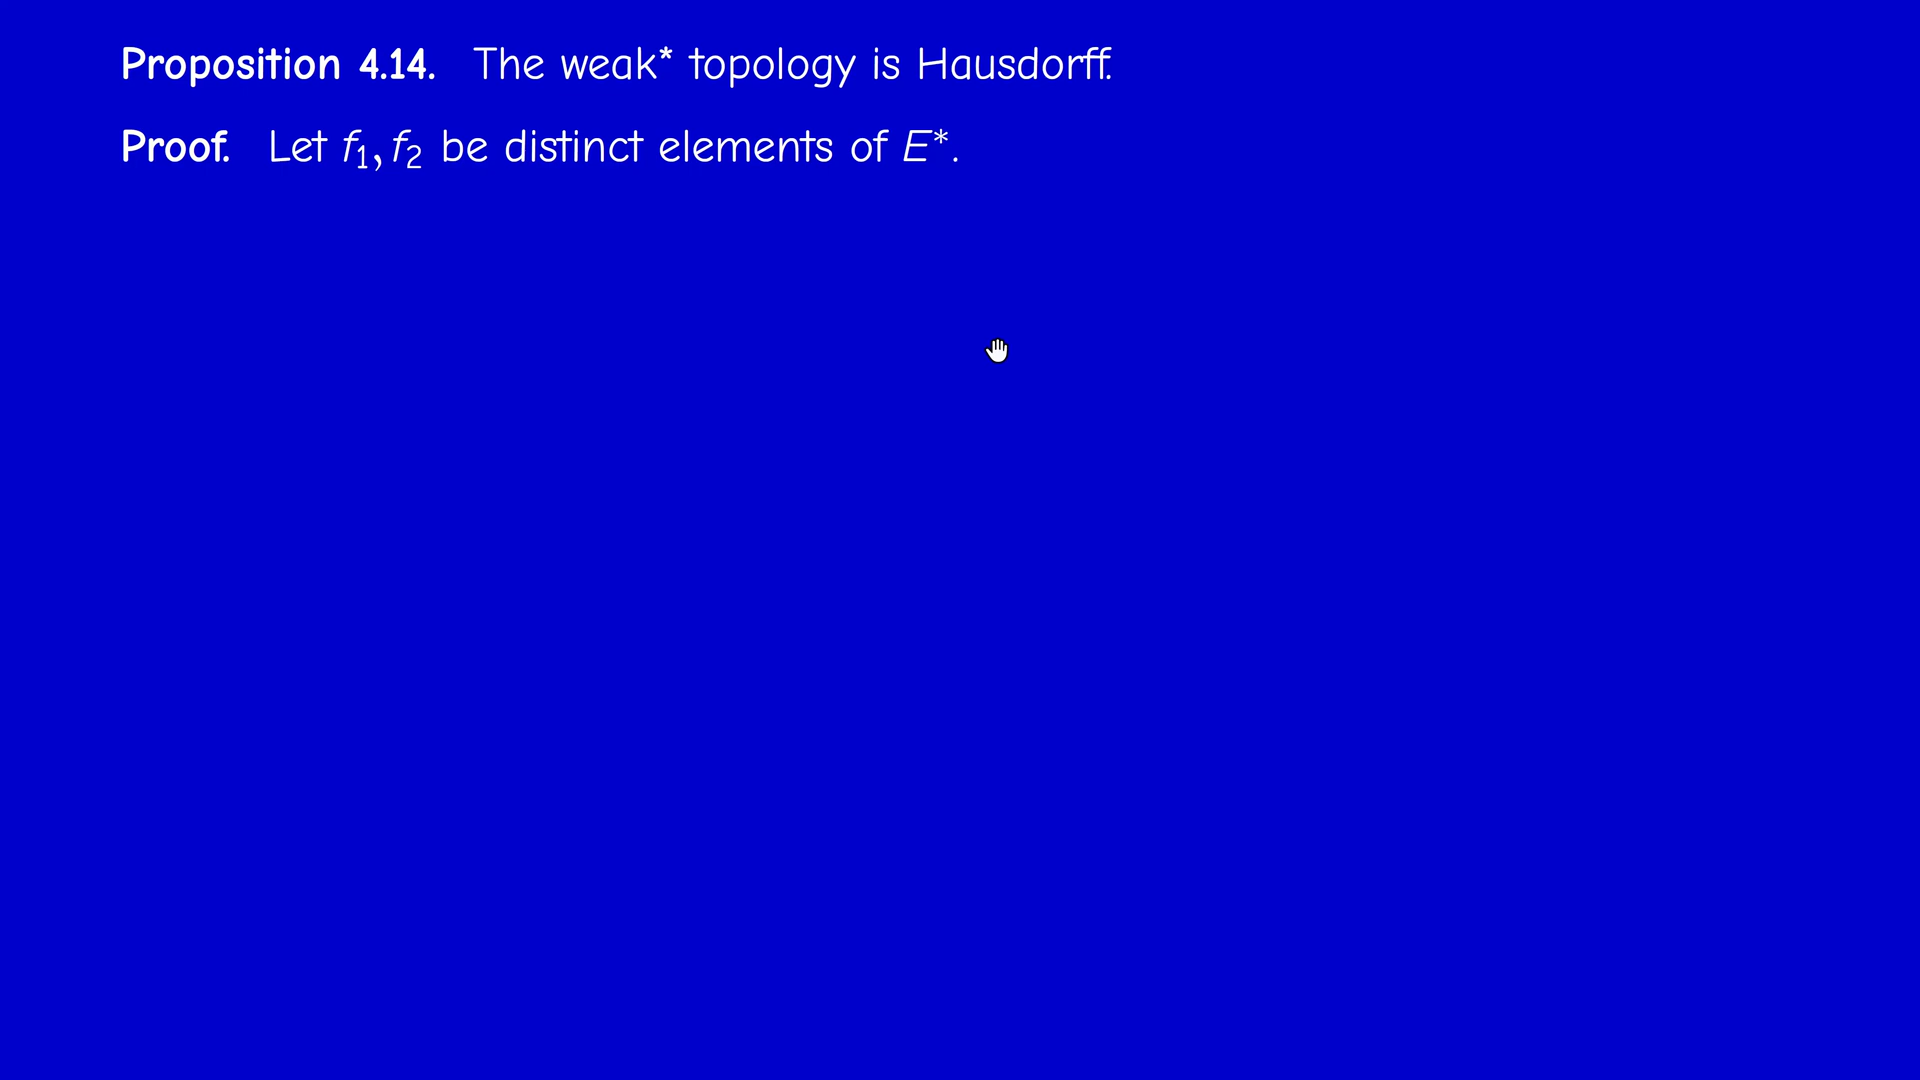 Proposition 4.14. The weak* topology is Hausdorff.
Proof. Let f₁, f₂ be distinct elements of E*.